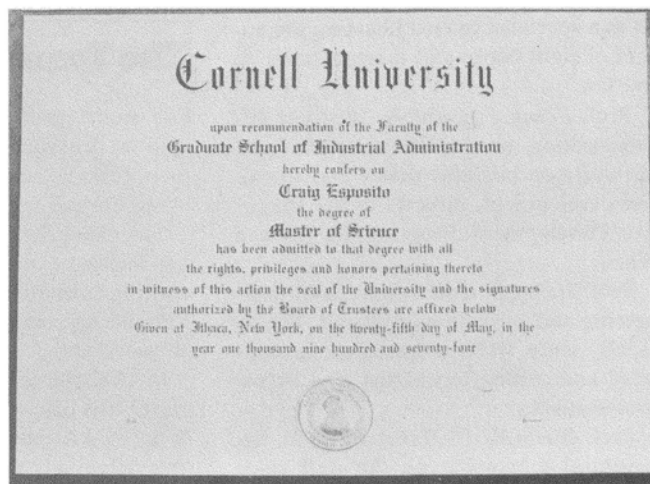 Cornell University
upon recommendation of the Faculty of the
Graduate School of Industrial Administration
hereby confers on
Craig Esposito
the degree of
Master of Science
has been admitted to that degree with all
the rights, privileges and honors pertaining thereto
in witness of this action the seal of the University and the signatures
authorized by the Board of Trustees are affixed below
Given at Ithaca, New York, on the twenty-fifth day of May, in the
year one thousand nine hundred and seventy-four